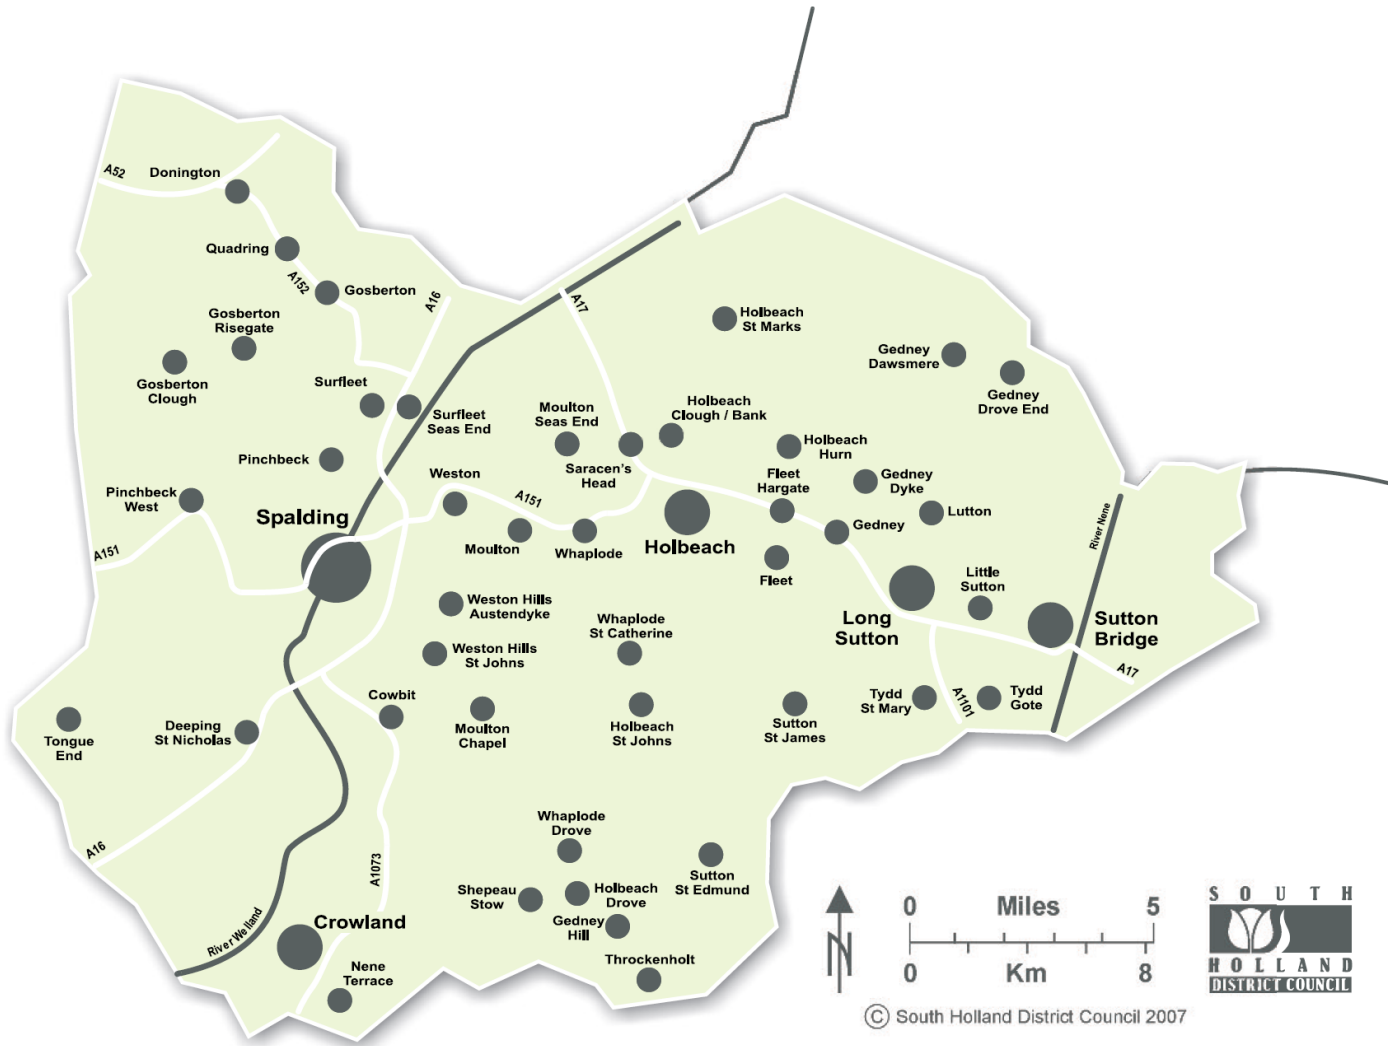 A52
Donington
Quadring
A152
Gosberton
A16
A17
Gosberton
Risegate
Gosberton
Clough
Holbeach
St Marks
Gedney
Dawsmere
Gedney
Drove End
Surfleet
Surfleet
Seas End
Moulton
Seas End
Holbeach
Clough / Bank
Holbeach
Hurn
Pinchbeck
Weston
Saracen's
Head
Fleet
Hargate
Gedney
Dyke
Pinchbeck
West
A151
Spalding
Moulton
Whaplode
Holbeach
Gedney
Lutton
River Nene
A151
Fleet
Little
Sutton
Weston Hills
Austendyke
Whaplode
St Catherine
Long
Sutton
Sutton
Bridge
Weston Hills
St Johns
A17
Tongue
End
Deeping
St Nicholas
Cowbit
Moulton
Chapel
Holbeach
St Johns
Sutton
St James
Tydd
St Mary
A1101
Tydd
Gote
A16
A1073
Whaplode
Drove
Sutton
St Edmund
Shepeau
Stow
Holbeach
Drove
Gedney
Hill
River Welland
Crowland
Nene
Terrace
Throckenholt
N
0 Miles 5
0 Km 8
© South Holland District Council 2007
SOUTH
HOLLAND
DISTRICT COUNCIL